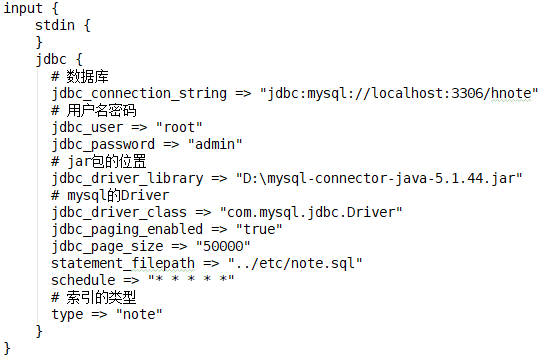 input {
    stdin {
    }
    jdbc {
      # 数据库
      jdbc_connection_string => "jdbc:mysql://localhost:3306/hnote"
      # 用户名密码
      jdbc_user => "root"
      jdbc_password => "admin"
      # jar包的位置
      jdbc_driver_library => "D:\mysql-connector-java-5.1.44.jar"
      # mysql的Driver
      jdbc_driver_class => "com.mysql.jdbc.Driver"
      jdbc_paging_enabled => "true"
      jdbc_page_size => "50000"
      statement_filepath => "../etc/note.sql"
      schedule => "* * * * *"
      # 索引的类型
      type => "note"
    }
}